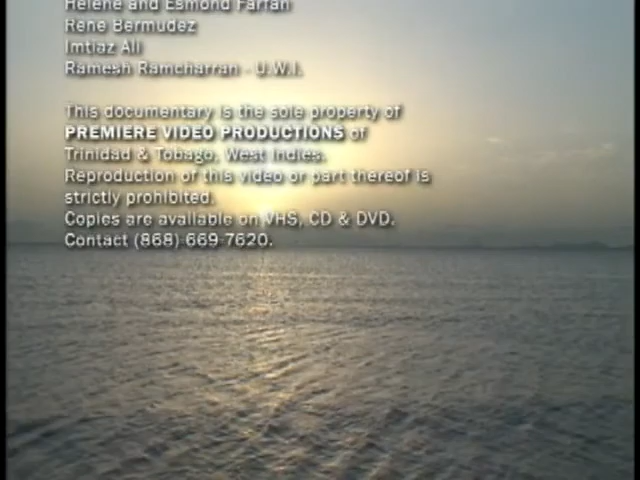 Helene and Esmond Farfan
Rene Bermudez
Imtiaz Ali
Ramesh Ramcharran - U.W.I.
This documentary is the sole property of
PREMIERE VIDEO PRODUCTIONS of
Trinidad & Tobago, West Indies.
Reproduction of this video or part thereof is
strictly prohibited.
Copies are available on VHS, CD & DVD.
Contact (868) 669-7620.